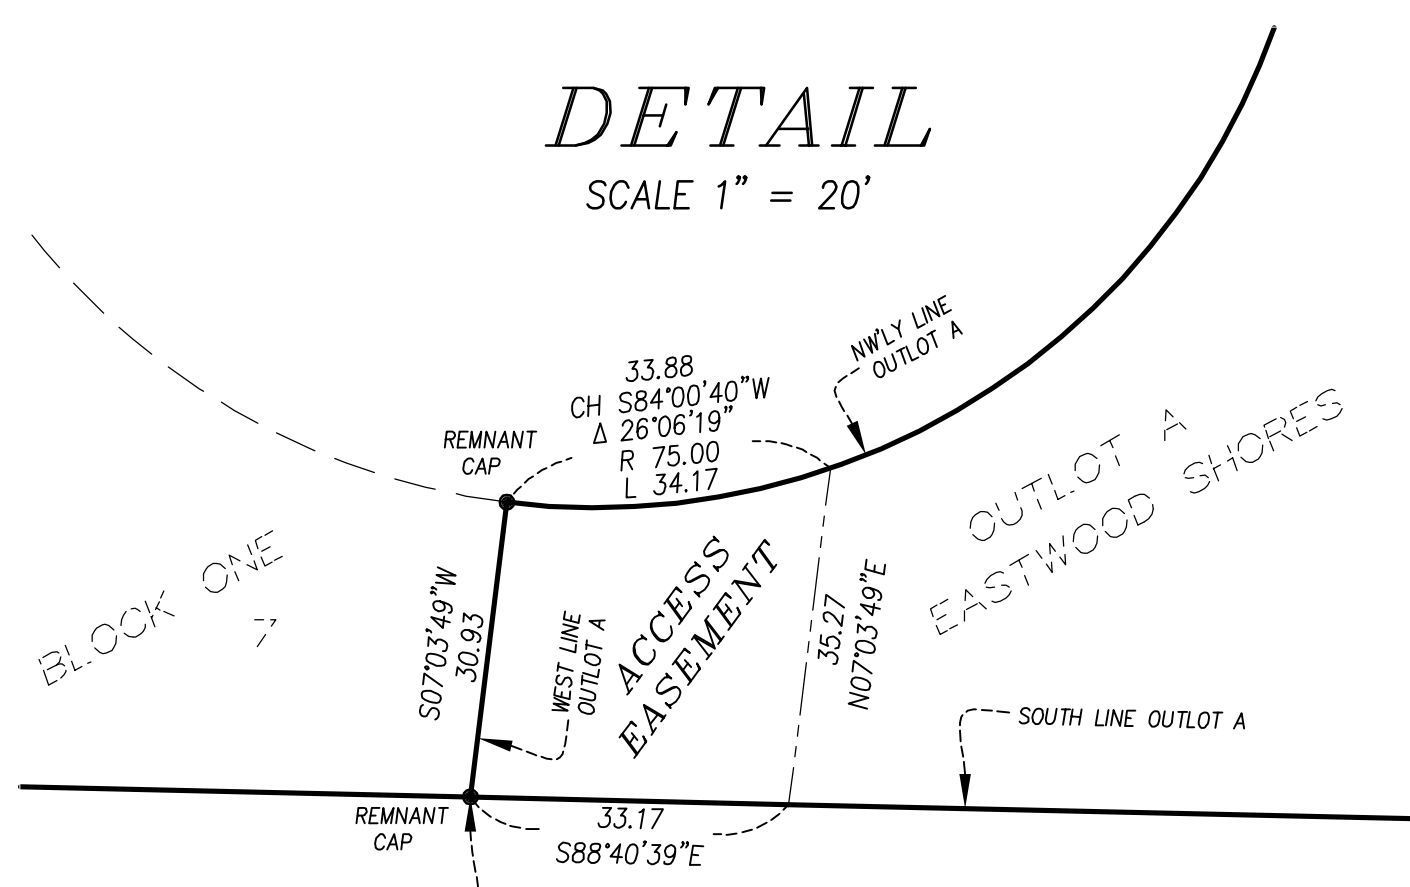 DETAIL
SCALE 1" = 20'
NW'LY LINE
OUTLOT A
33.88
CH S84°00'40"W
Δ 26°06'19"
R 75.00
L 34.17
REMNANT
CAP
OUTLOT A
EASTWOOD SHORES
BLOCK ONE
7
S07°03'49"W
30.93
WEST LINE
OUTLOT A
ACCESS
EASEMENT
35.27
N07°03'49"E
SOUTH LINE OUTLOT A
REMNANT
CAP
33.17
S88°40'39"E